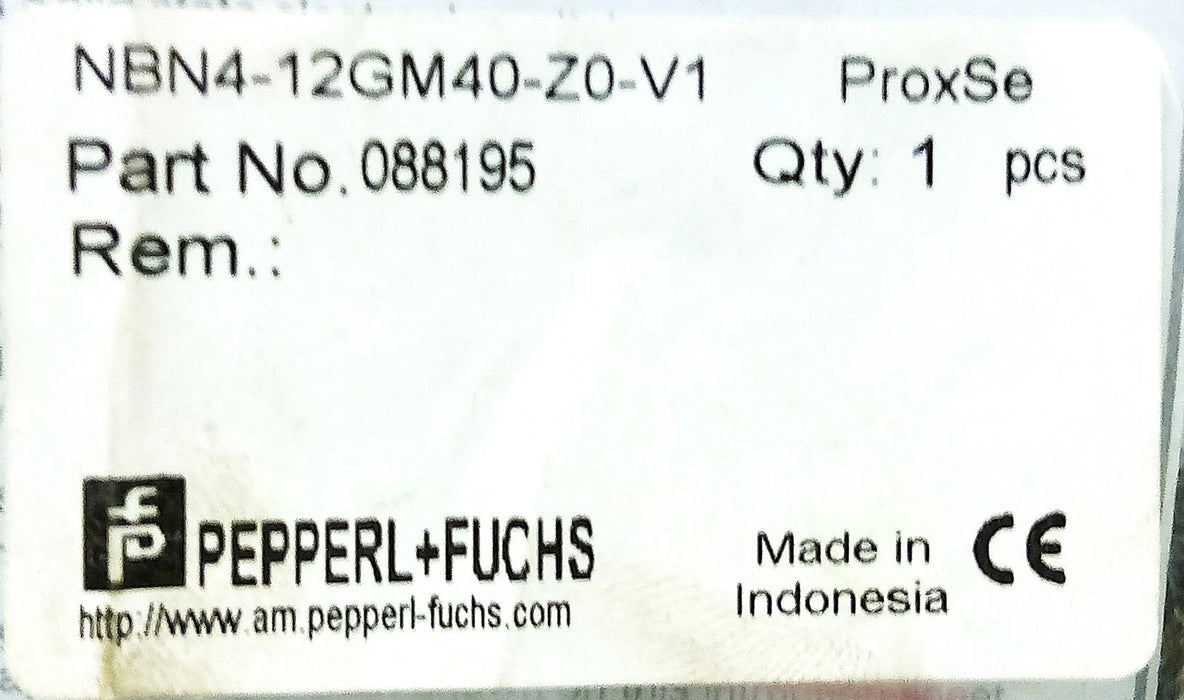 NBN4-12GM40-Z0-V1 ProxSe
Part No. 088195 Qty: 1 pcs
Rem.:
PEPPERL+FUCHS
http://www.am.pepperl-fuchs.com
Made in
Indonesia
CE